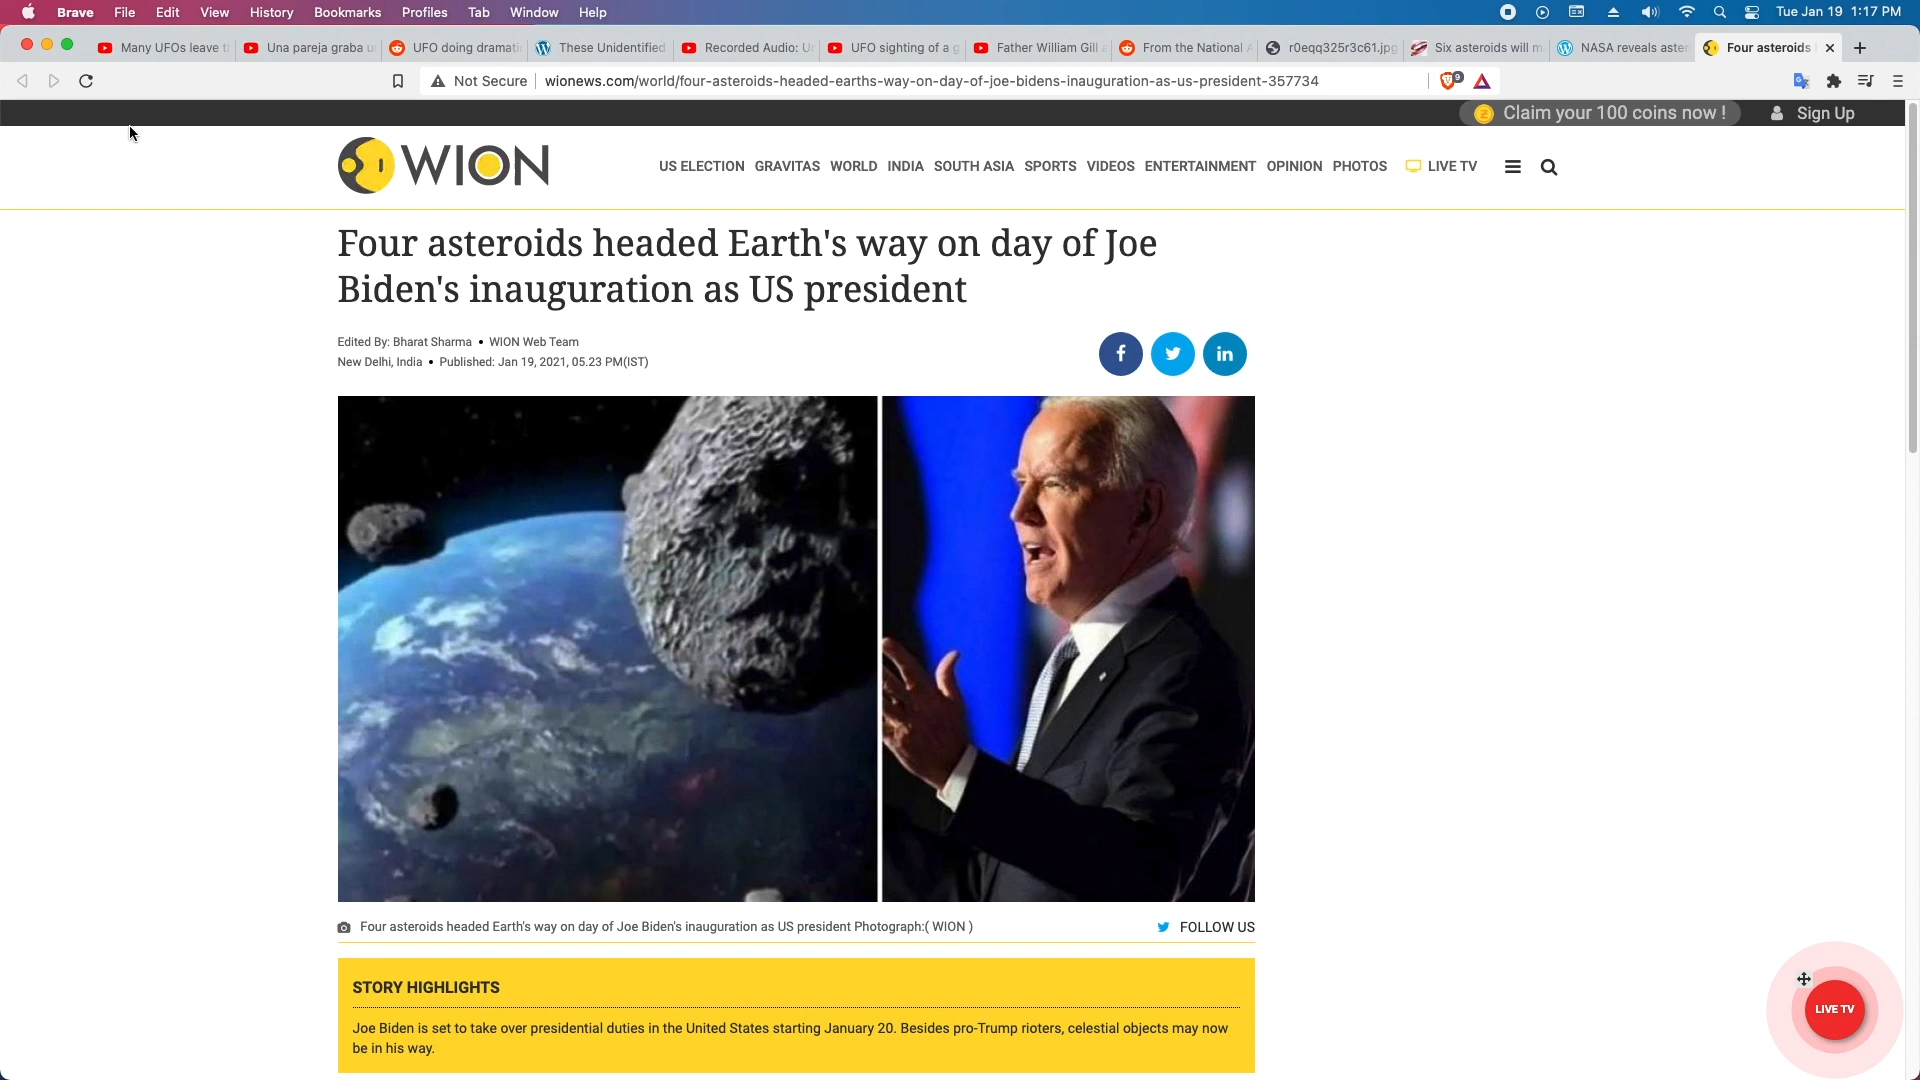 Brave File Edit View History Bookmarks Profiles Tab Window Help Tue Jan 19 1:17 PM
Many UFOs leave Una pareja graba UFO doing dramati These Unidentified Recorded Audio: UFO sighting of a g Father William Gill From the National r0eqq325r3c61.jpg Six asteroids will m NASA reveals aster Four asteroids
Not Secure wionews.com/world/four-asteroids-headed-earths-way-on-day-of-joe-bidens-inauguration-as-us-president-357734 9
Claim your 100 coins now ! Sign Up
WION US ELECTION GRAVITAS WORLD INDIA SOUTH ASIA SPORTS VIDEOS ENTERTAINMENT OPINION PHOTOS LIVE TV
Four asteroids headed Earth's way on day of Joe
Biden's inauguration as US president
Edited By: Bharat Sharma • WION Web Team
New Delhi, India • Published: Jan 19, 2021, 05.23 PM(IST)
f in
Four asteroids headed Earth's way on day of Joe Biden's inauguration as US president Photograph:( WION ) FOLLOW US
STORY HIGHLIGHTS
Joe Biden is set to take over presidential duties in the United States starting January 20. Besides pro-Trump rioters, celestial objects may now
be in his way.
LIVE TV